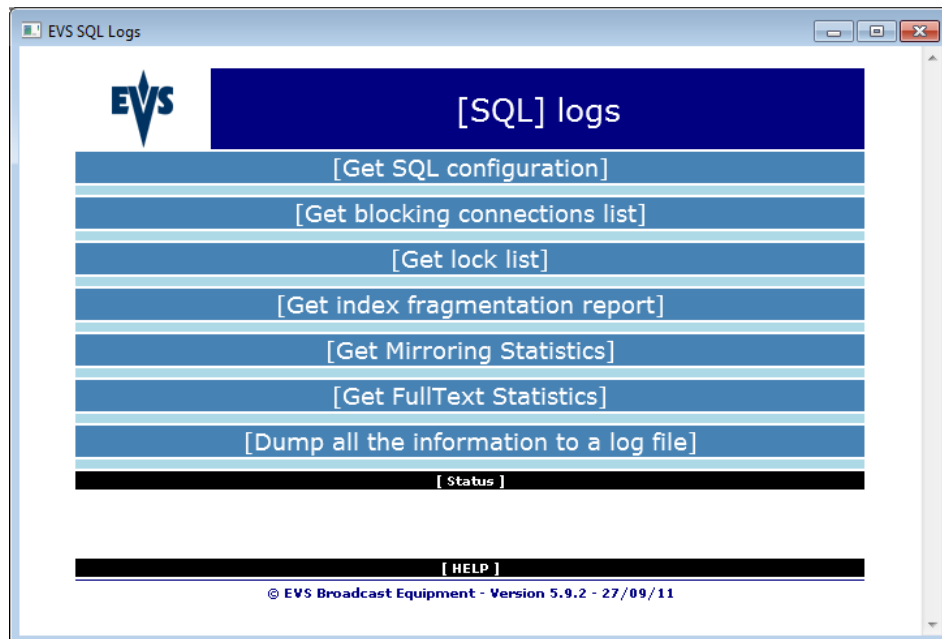 EVS SQL Logs
EVS
[SQL] logs
[Get SQL configuration]
[Get blocking connections list]
[Get lock list]
[Get index fragmentation report]
[Get Mirroring Statistics]
[Get FullText Statistics]
[Dump all the information to a log file]
[ Status ]
[ HELP ]
© EVS Broadcast Equipment - Version 5.9.2 - 27/09/11